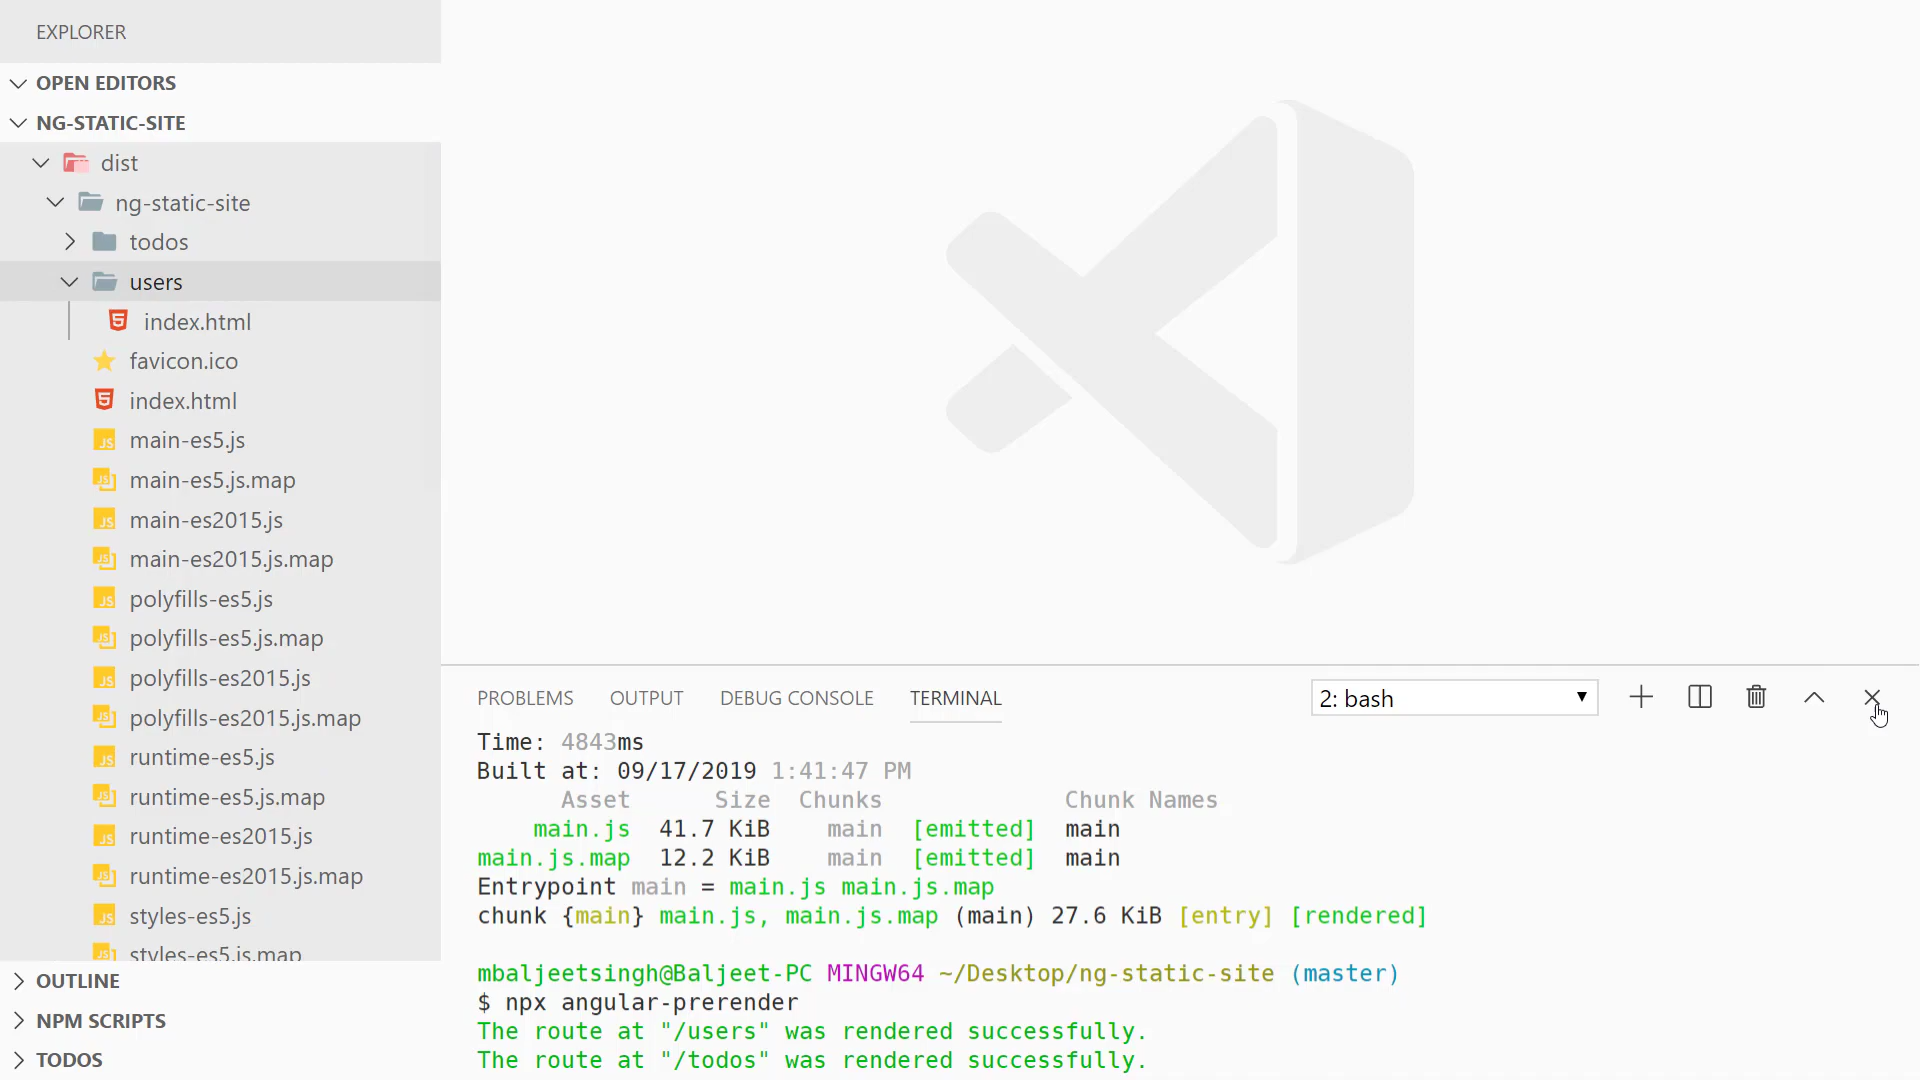 EXPLORER
OPEN EDITORS
NG-STATIC-SITE
dist
ng-static-site
todos
users
index.html
favicon.ico
index.html
main-es5.js
main-es5.js.map
main-es2015.js
main-es2015.js.map
polyfills-es5.js
polyfills-es5.js.map
polyfills-es2015.js
polyfills-es2015.js.map
runtime-es5.js
runtime-es5.js.map
runtime-es2015.js
runtime-es2015.js.map
styles-es5.js
styles-es5.js.map
OUTLINE
NPM SCRIPTS
TODOS
PROBLEMS OUTPUT DEBUG CONSOLE TERMINAL 2: bash
Time: 4843ms
Built at: 09/17/2019 1:41:47 PM
Asset Size Chunks Chunk Names
main.js 41.7 KiB main [emitted] main
main.js.map 12.2 KiB main [emitted] main
Entrypoint main = main.js main.js.map
chunk {main} main.js, main.js.map (main) 27.6 KiB [entry] [rendered]
mbaljeetsingh@Baljeet-PC MINGW64 ~/Desktop/ng-static-site (master)
$ npx angular-prerender
The route at "/users" was rendered successfully.
The route at "/todos" was rendered successfully.